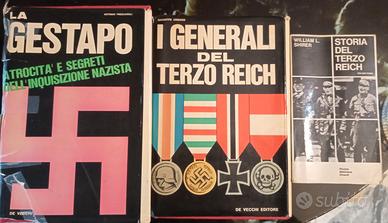 LA
GESTAPO
ATROCITA' E SEGRETI
DELL'INQUISIZIONE NAZISTA
DE VECCHI
I GENERALI
DEL
TERZO REICH
DE VECCHI EDITORE
WILLIAM L.
SHIRER
STORIA
DEL
TERZO
REICH
subito